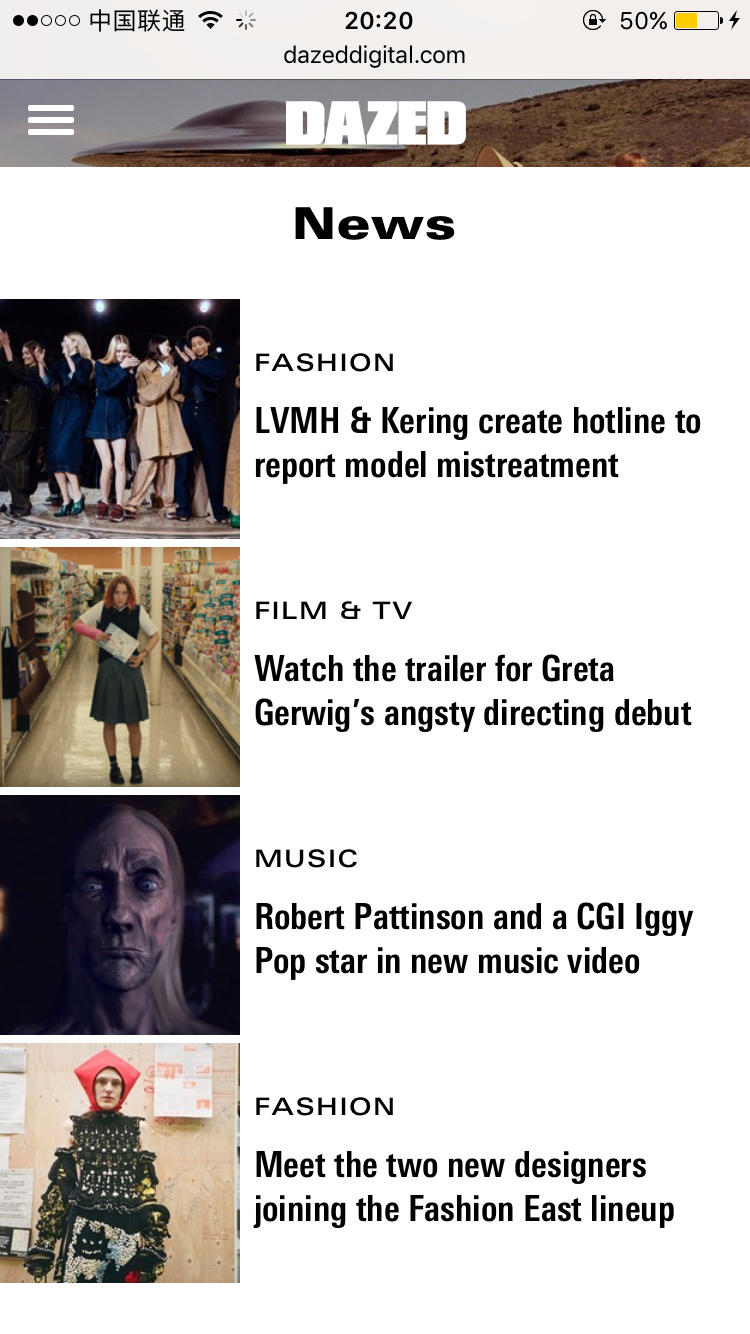 中国联通 20:20 50%
dazeddigital.com
DAZED
News
FASHION
LVMH & Kering create hotline to
report model mistreatment
FILM & TV
Watch the trailer for Greta
Gerwig’s angsty directing debut
MUSIC
Robert Pattinson and a CGI Iggy
Pop star in new music video
FASHION
Meet the two new designers
joining the Fashion East lineup